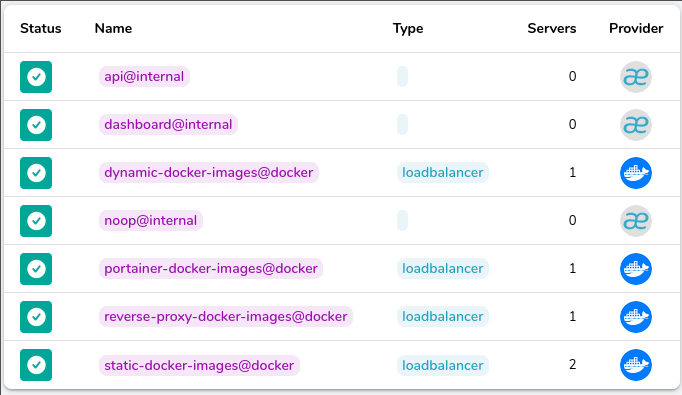 Status Name Type Servers Provider
api@internal 0 æ
dashboard@internal 0 æ
dynamic-docker-images@docker loadbalancer 1
noop@internal 0 æ
portainer-docker-images@docker loadbalancer 1
reverse-proxy-docker-images@docker loadbalancer 1
static-docker-images@docker loadbalancer 2